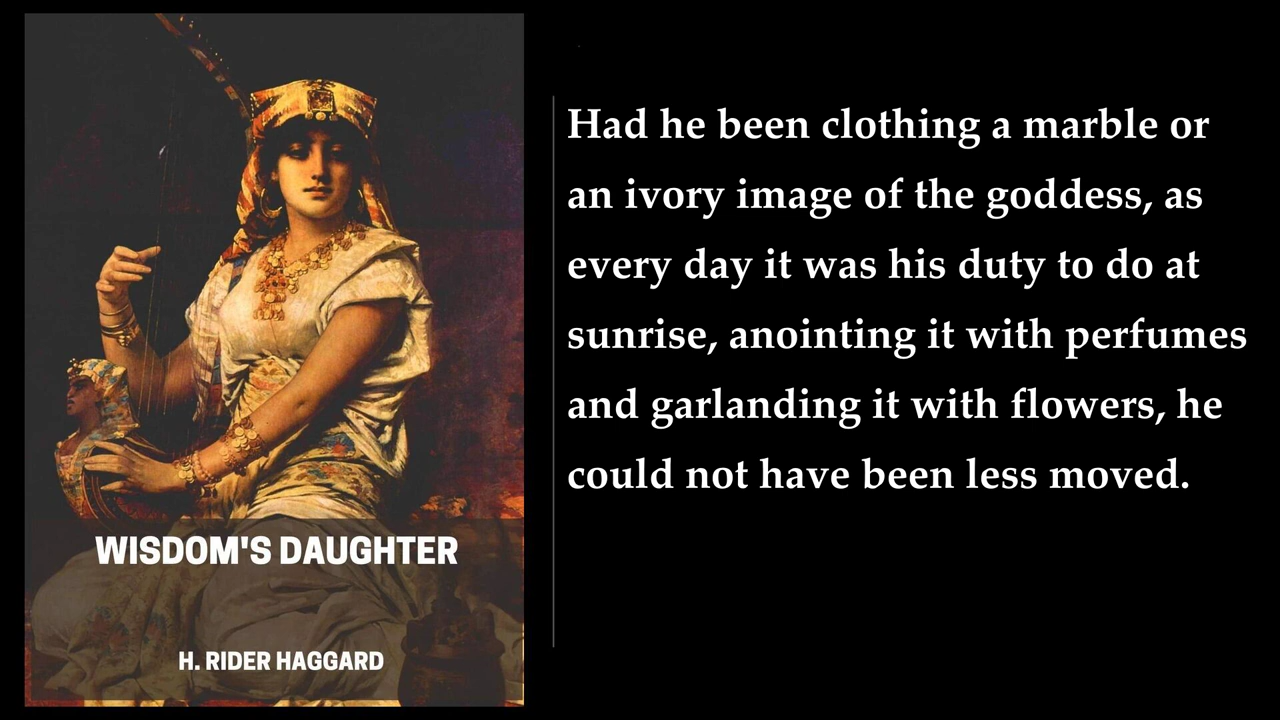 WISDOM'S DAUGHTER
H. RIDER HAGGARD
Had he been clothing a marble or
an ivory image of the goddess, as
every day it was his duty to do at
sunrise, anointing it with perfumes
and garlanding it with flowers, he
could not have been less moved.